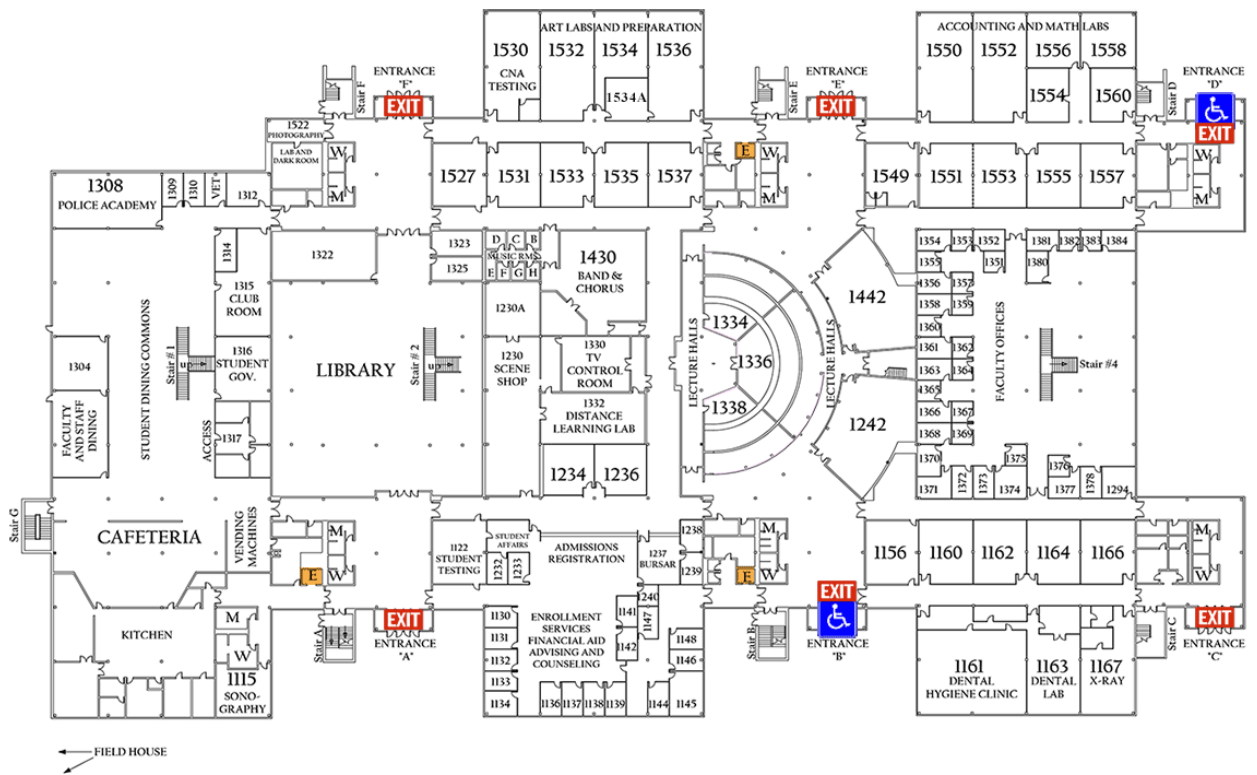 ART LABS AND PREPARATION
1530
CNA
TESTING
1532
1534
1536
1534A
ACCOUNTING AND MATH LABS
1550
1552
1556
1558
1554
1560
Stair F
ENTRANCE
"F"
EXIT
Stair E
ENTRANCE
"E"
EXIT
Stair D
ENTRANCE
"D"
EXIT
1522
PHOTOGRAPHY
LAB AND
DARK ROOM
W
M
1527
1531
1533
1535
1537
E
W
M
1549
1551
1553
1555
1557
W
M
1308
POLICE ACADEMY
1309
1310
VET
1312
1314
1315
CLUB
ROOM
1316
STUDENT
GOV.
1317
ACCESS
1304
FACULTY
AND STAFF
DINING
STUDENT DINING COMMONS
Stair # 1
up
1322
LIBRARY
Stair # 2
up
1323
1325
D
C
B
MUSIC RMS
E
F
G
H
1230A
1430
BAND &
CHORUS
1230
SCENE
SHOP
1330
TV
CONTROL
ROOM
1332
DISTANCE
LEARNING LAB
1234
1236
LECTURE HALLS
1334
1336
1338
LECTURE HALLS
1442
1242
1354
1353
1352
1351
1355
1356
1357
1358
1359
1360
1361
1362
1363
1364
1365
1366
1367
1368
1369
1370
1371
1372
1373
1374
1375
1376
1377
1378
1294
1381
1382
1383
1384
1380
FACULTY OFFICES
Stair #4
Stair G
CAFETERIA
VENDING
MACHINES
E
M
W
1122
STUDENT
TESTING
STUDENT
AFFAIRS
1232
1233
ADMISSIONS
REGISTRATION
1237
BURSAR
1238
1239
1240
E
M
W
1156
1160
1162
1164
1166
M
W
KITCHEN
M
W
1115
SONO-
GRAPHY
Stair A
EXIT
ENTRANCE
"A"
1130
1131
1132
1133
1134
ENROLLMENT
SERVICES
FINANCIAL AID
ADVISING AND
COUNSELING
1141
1142
1147
1148
1146
1136
1137
1138
1139
1144
1145
Stair B
EXIT
ENTRANCE
"B"
1161
DENTAL
HYGIENE CLINIC
1163
DENTAL
LAB
1167
X-RAY
Stair C
EXIT
ENTRANCE
"C"
FIELD HOUSE